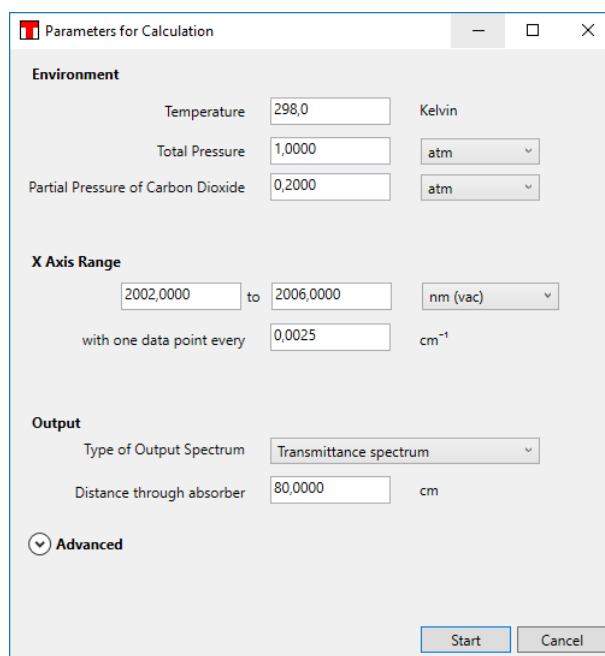 Parameters for Calculation
Environment
Temperature 298,0 Kelvin
Total Pressure 1,0000 atm
Partial Pressure of Carbon Dioxide 0,2000 atm
X Axis Range
2002,0000 to 2006,0000 nm (vac)
with one data point every 0,0025 cm⁻¹
Output
Type of Output Spectrum Transmittance spectrum
Distance through absorber 80,0000 cm
Advanced
Start Cancel